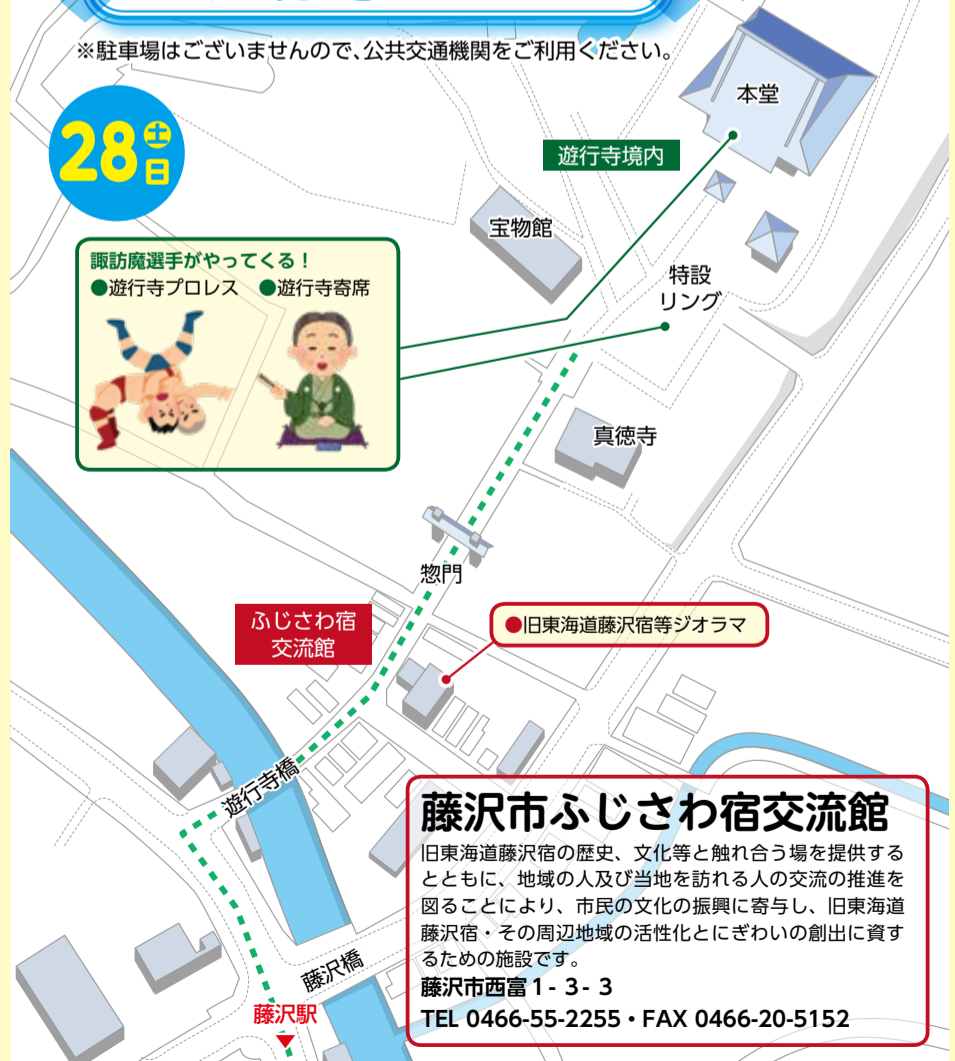 ※駐車場はございませんので、公共交通機関をご利用ください。
28土日
本堂
遊行寺境内
宝物館
諏訪魔選手がやってくる！
●遊行寺プロレス ●遊行寺寄席
特設
リング
真徳寺
惣門
ふじさわ宿
交流館
●旧東海道藤沢宿等ジオラマ
遊行寺橋
藤沢橋
藤沢駅
藤沢市ふじさわ宿交流館
旧東海道藤沢宿の歴史、文化等と触れ合う場を提供する
とともに、地域の人及び当地を訪れる人の交流の推進を
図ることにより、市民の文化の振興に寄与し、旧東海道
藤沢宿・その周辺地域の活性化とにぎわいの創出に資す
るための施設です。
藤沢市西富1-3-3
TEL 0466-55-2255・FAX 0466-20-5152